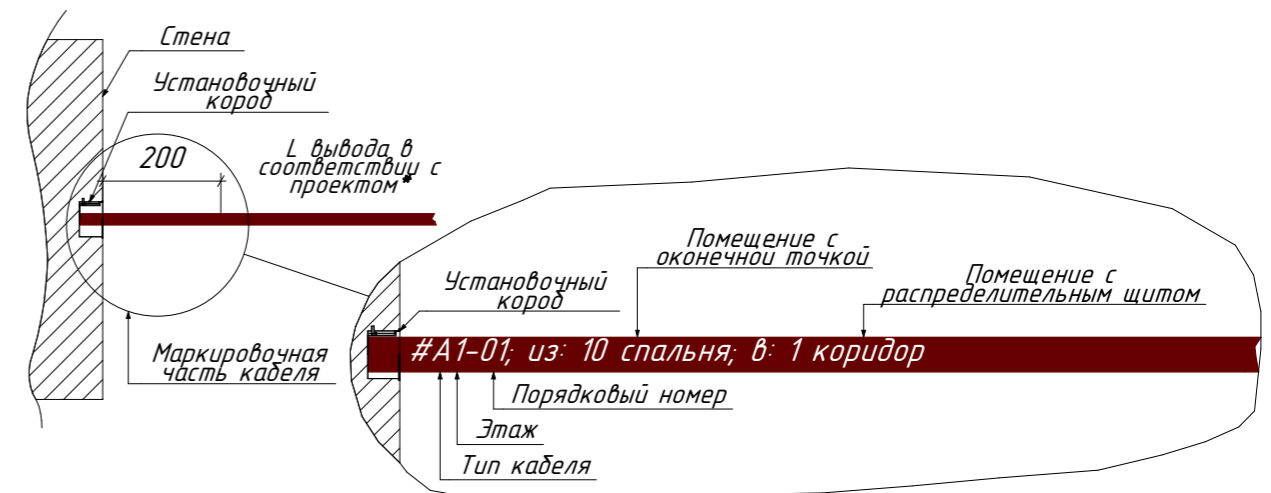 Стена
Установочный
короб
200
L вывода в
соответствии с
проектом*
Маркировочная
часть кабеля
Помещение с
оконечной точкой
Помещение с
распределительным щитом
Установочный
короб
#А1-01; из: 10 спальня; в: 1 коридор
Порядковый номер
Этаж
Тип кабеля